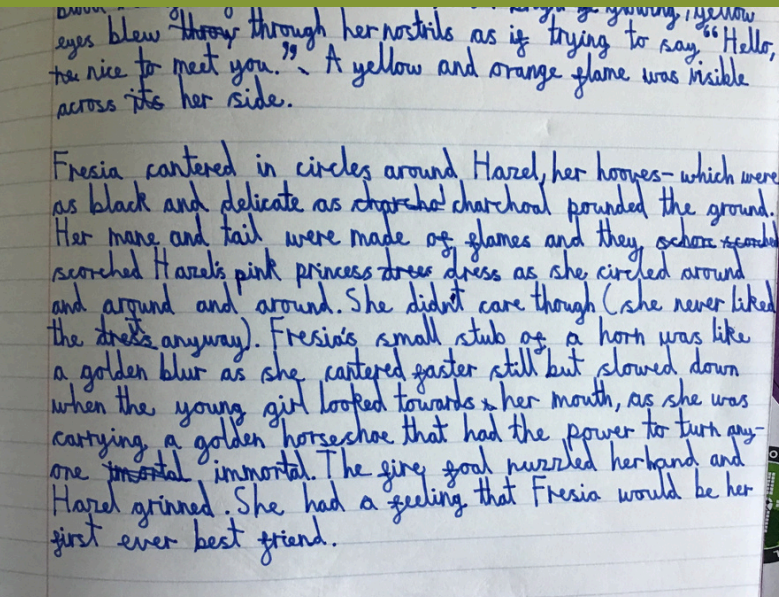 growing, yellow
eyes blew throw through her nostrils as if trying to say, “Hello,
nice to meet you.” A yellow and orange flame was visible
across its her side.
Fresia cantered in circles around Hazel, her hooves - which were
as black and delicate as charchol charchoal pounded the ground.
Her mane and tail were made of flames and they
scorched Hazel's pink princess drees dress as she circled around
and around and around. She didn't care though (she never liked
the dress anyway). Fresia's small stub of a horn was like
a golden blur as she cantered faster still but slowed down
when the young girl looked towards her mouth, as she was
carrying a golden horseshoe that had the power to turn any-
one imortal immortal. The fire foal nuzzled her hand and
Hazel grinned. She had a feeling that Fresia would be her
first ever best friend.